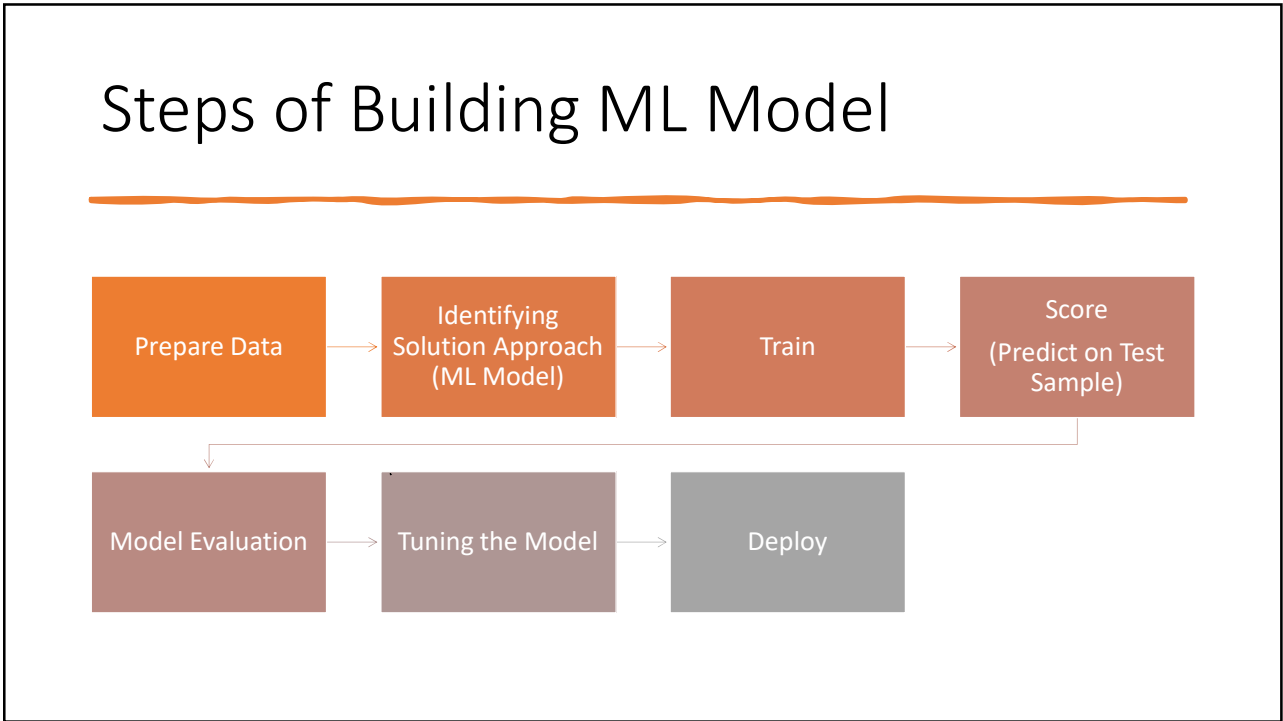 Steps of Building ML Model
Prepare Data
Identifying
Solution Approach
(ML Model)
Train
Score
(Predict on Test
Sample)
Model Evaluation
Tuning the Model
Deploy